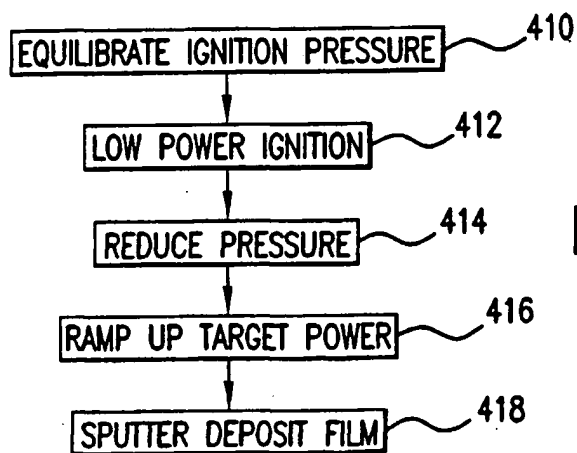 EQUILIBRATE IGNITION PRESSURE 410
LOW POWER IGNITION 412
REDUCE PRESSURE 414
RAMP UP TARGET POWER 416
SPUTTER DEPOSIT FILM 418